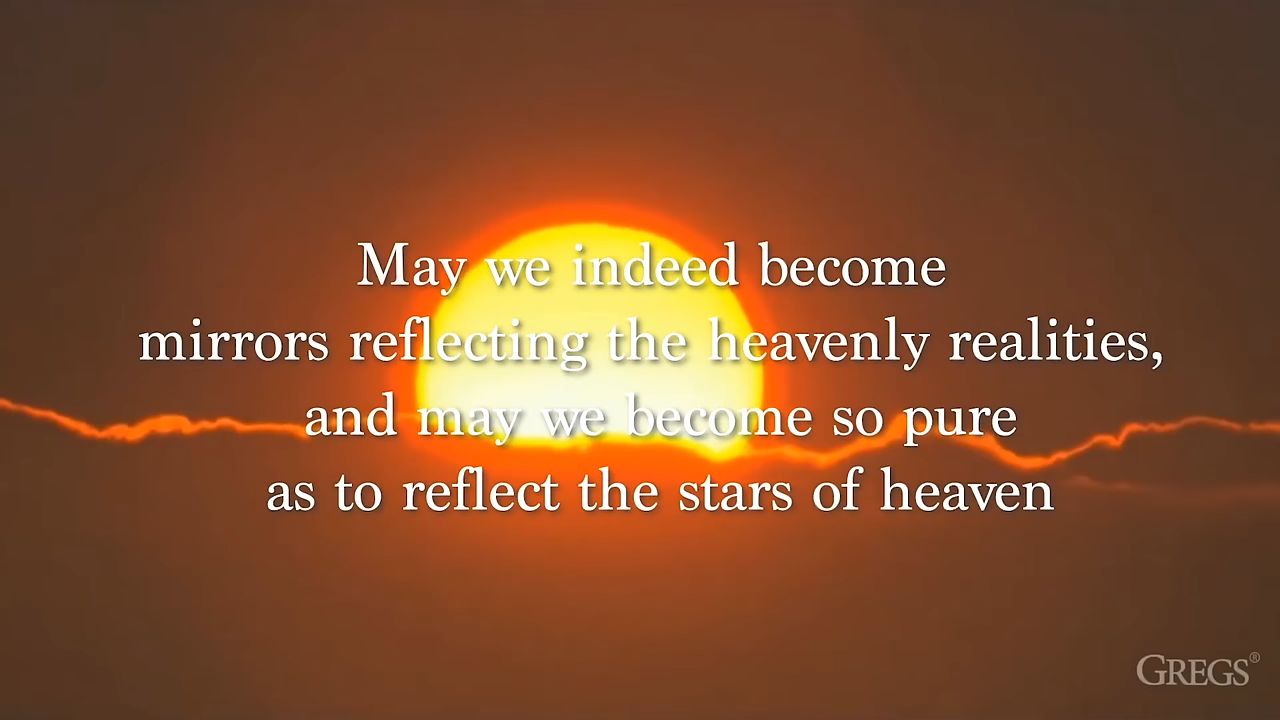 May we indeed become
mirrors reflecting the heavenly realities,
and may we become so pure
as to reflect the stars of heaven
GREGS®